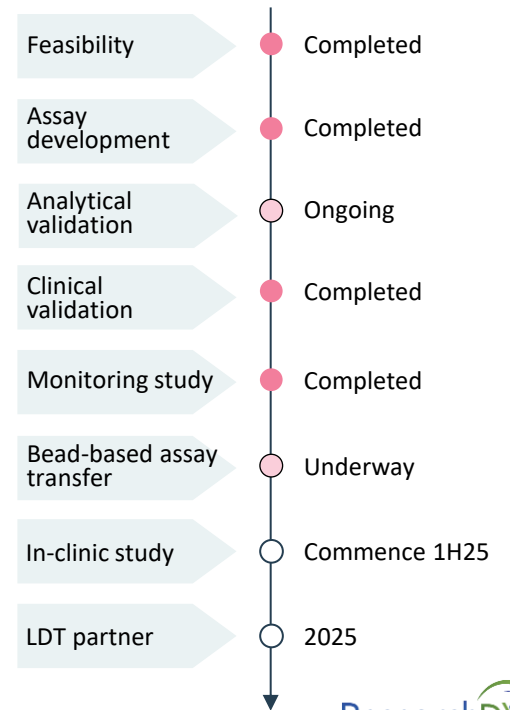 Feasibility
Completed
Assay
development
Completed
Analytical
validation
Ongoing
Clinical
validation
Completed
Monitoring study
Completed
Bead-based assay
transfer
Underway
In-clinic study
Commence 1H25
LDT partner
2025